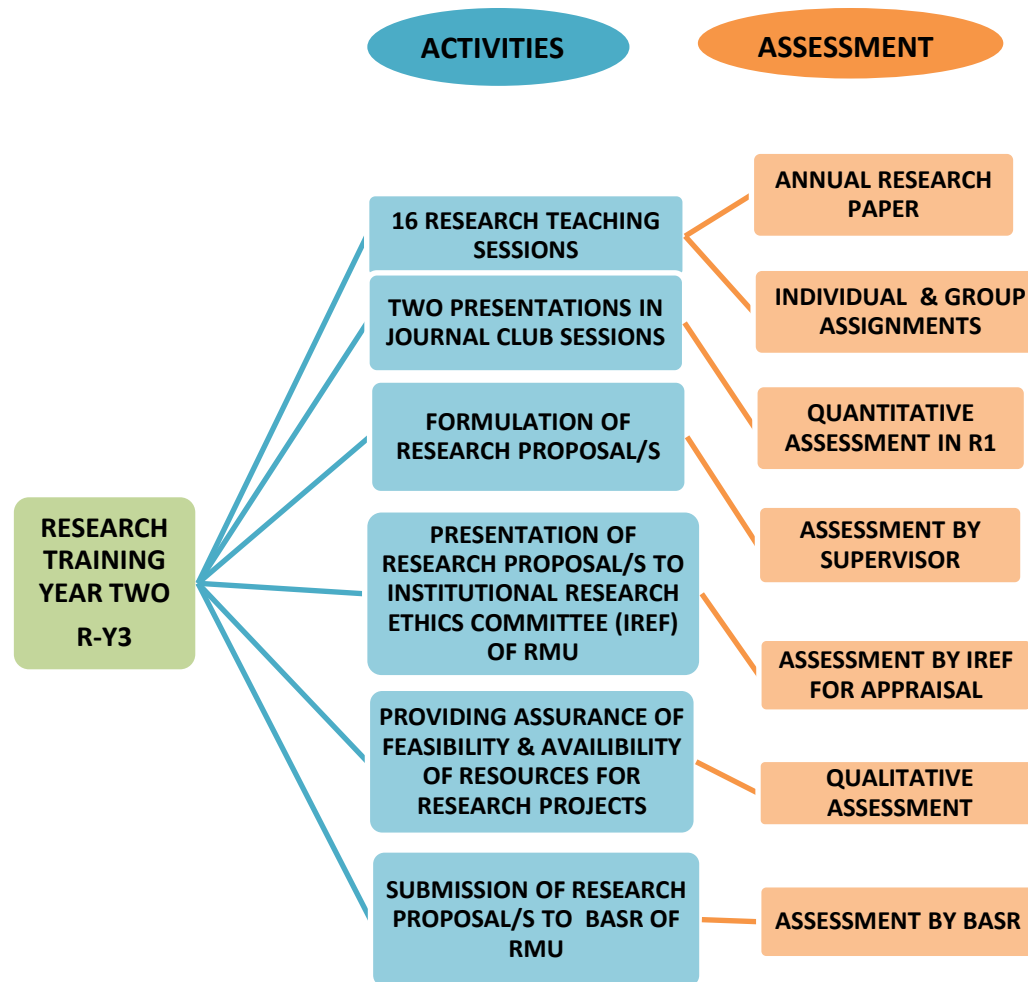 ACTIVITIES
ASSESSMENT
16 RESEARCH TEACHING
SESSIONS
TWO PRESENTATIONS IN
JOURNAL CLUB SESSIONS
FORMULATION OF
RESEARCH PROPOSAL/S
PRESENTATION OF
RESEARCH PROPOSAL/S TO
INSTITUTIONAL RESEARCH
ETHICS COMMITTEE (IREF)
OF RMU
PROVIDING ASSURANCE OF
FEASIBILITY & AVAILIBILITY
OF RESOURCES FOR
RESEARCH PROJECTS
SUBMISSION OF RESEARCH
PROPOSAL/S TO BASR OF
RMU
RESEARCH
TRAINING
YEAR TWO
R-Y3
ANNUAL RESEARCH
PAPER
INDIVIDUAL & GROUP
ASSIGNMENTS
QUANTITATIVE
ASSESSMENT IN R1
ASSESSMENT BY
SUPERVISOR
ASSESSMENT BY IREF
FOR APPRAISAL
QUALITATIVE
ASSESSMENT
ASSESSMENT BY BASR